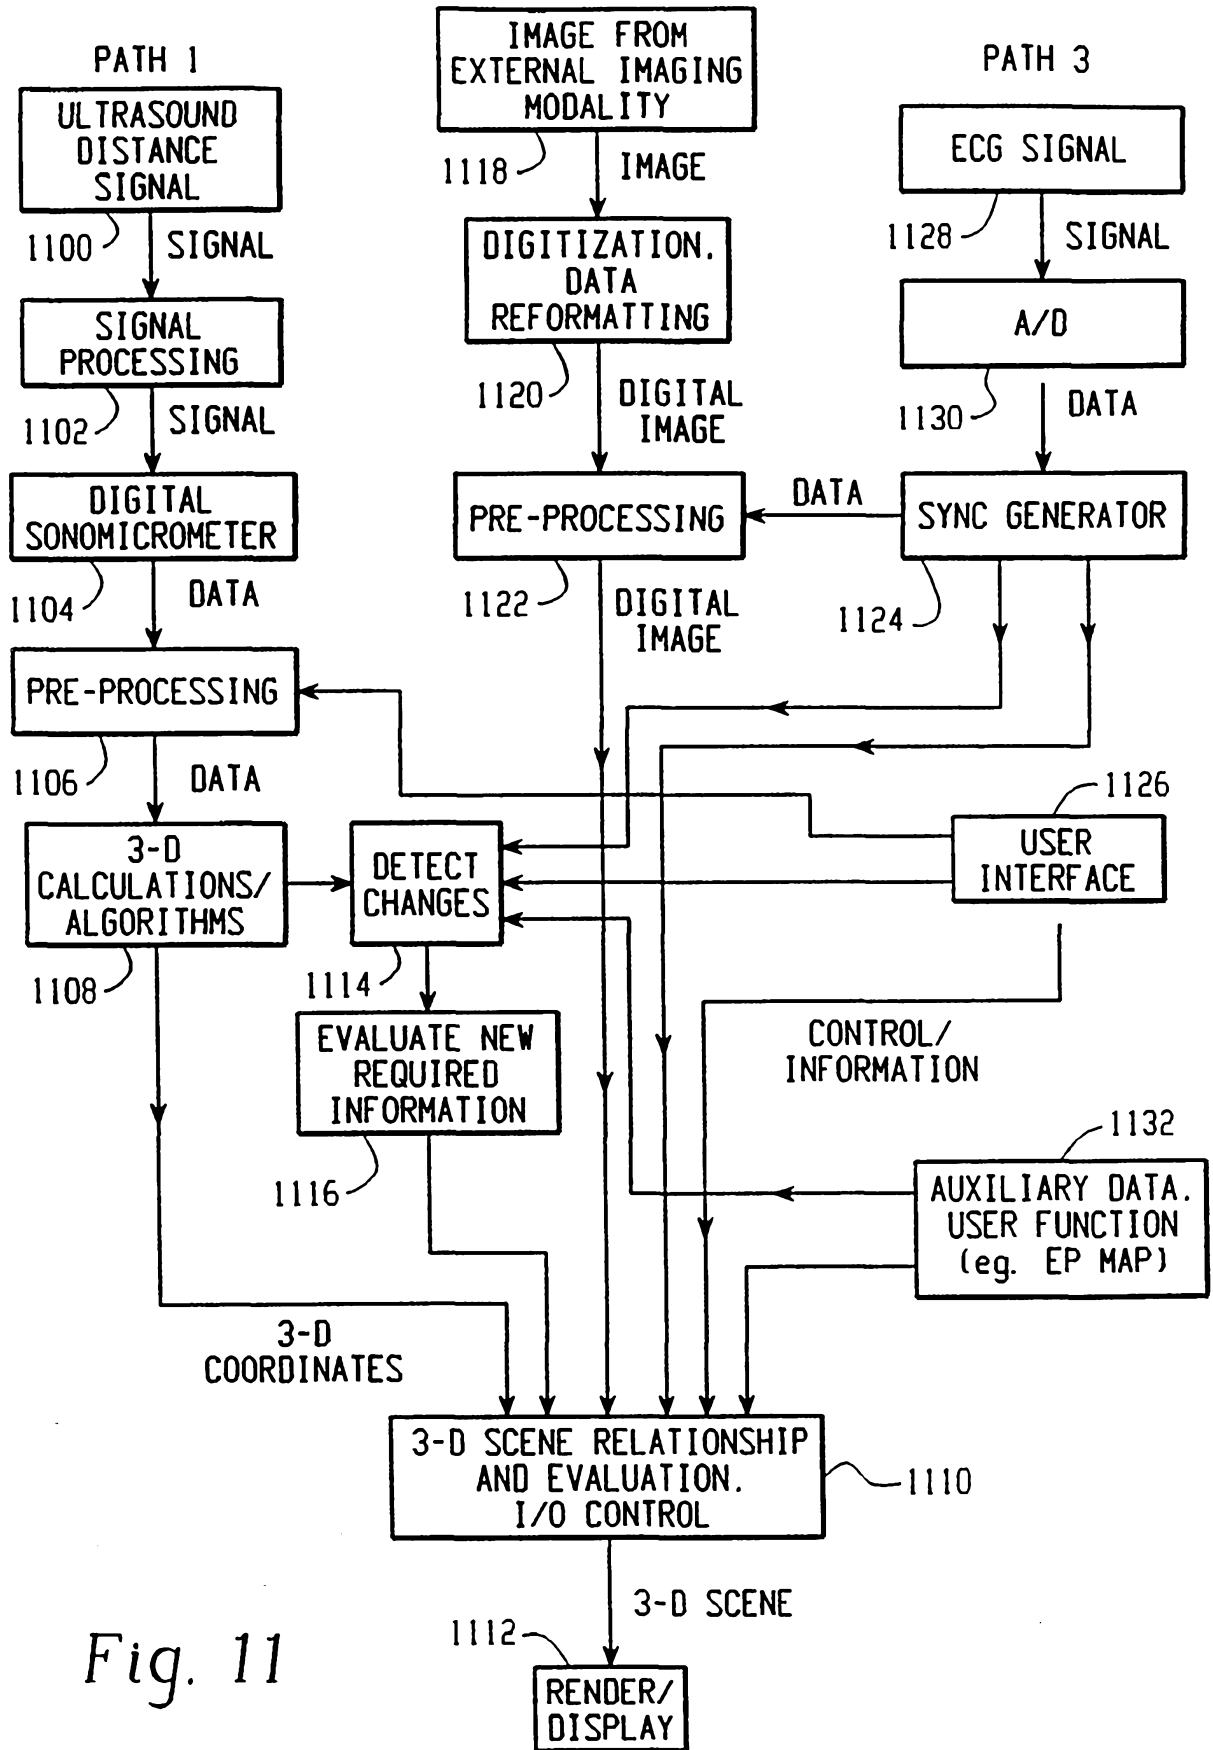 PATH 1
IMAGE FROM
EXTERNAL IMAGING
MODALITY
PATH 3
ULTRASOUND
DISTANCE
SIGNAL
ECG SIGNAL
1118
IMAGE
1100
SIGNAL
1128
SIGNAL
DIGITIZATION.
DATA
REFORMATTING
SIGNAL
PROCESSING
A/D
1102
SIGNAL
1120
DIGITAL
IMAGE
1130
DATA
DIGITAL
SONOMICROMETER
PRE-PROCESSING
DATA
SYNC GENERATOR
1104
DATA
1122
DIGITAL
IMAGE
1124
PRE-PROCESSING
1106
DATA
1126
3-D
CALCULATIONS/
ALGORITHMS
DETECT
CHANGES
USER
INTERFACE
1108
1114
EVALUATE NEW
REQUIRED
INFORMATION
CONTROL/
INFORMATION
1116
1132
AUXILIARY DATA.
USER FUNCTION
(eg. EP MAP)
3-D
COORDINATES
3-D SCENE RELATIONSHIP
AND EVALUATION.
I/O CONTROL
1110
3-D SCENE
1112
RENDER/
DISPLAY
Fig. 11